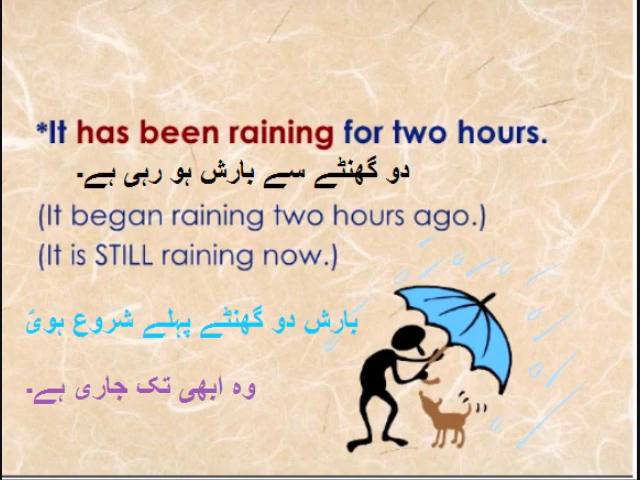 *It has been raining for two hours.
دو گھنٹے سے بارش ہو رہی ہے۔
(It began raining two hours ago.)
(It is STILL raining now.)
بارش دو گھنٹے پہلے شروع ہوئ
وہ ابھی تک جاری ہے۔